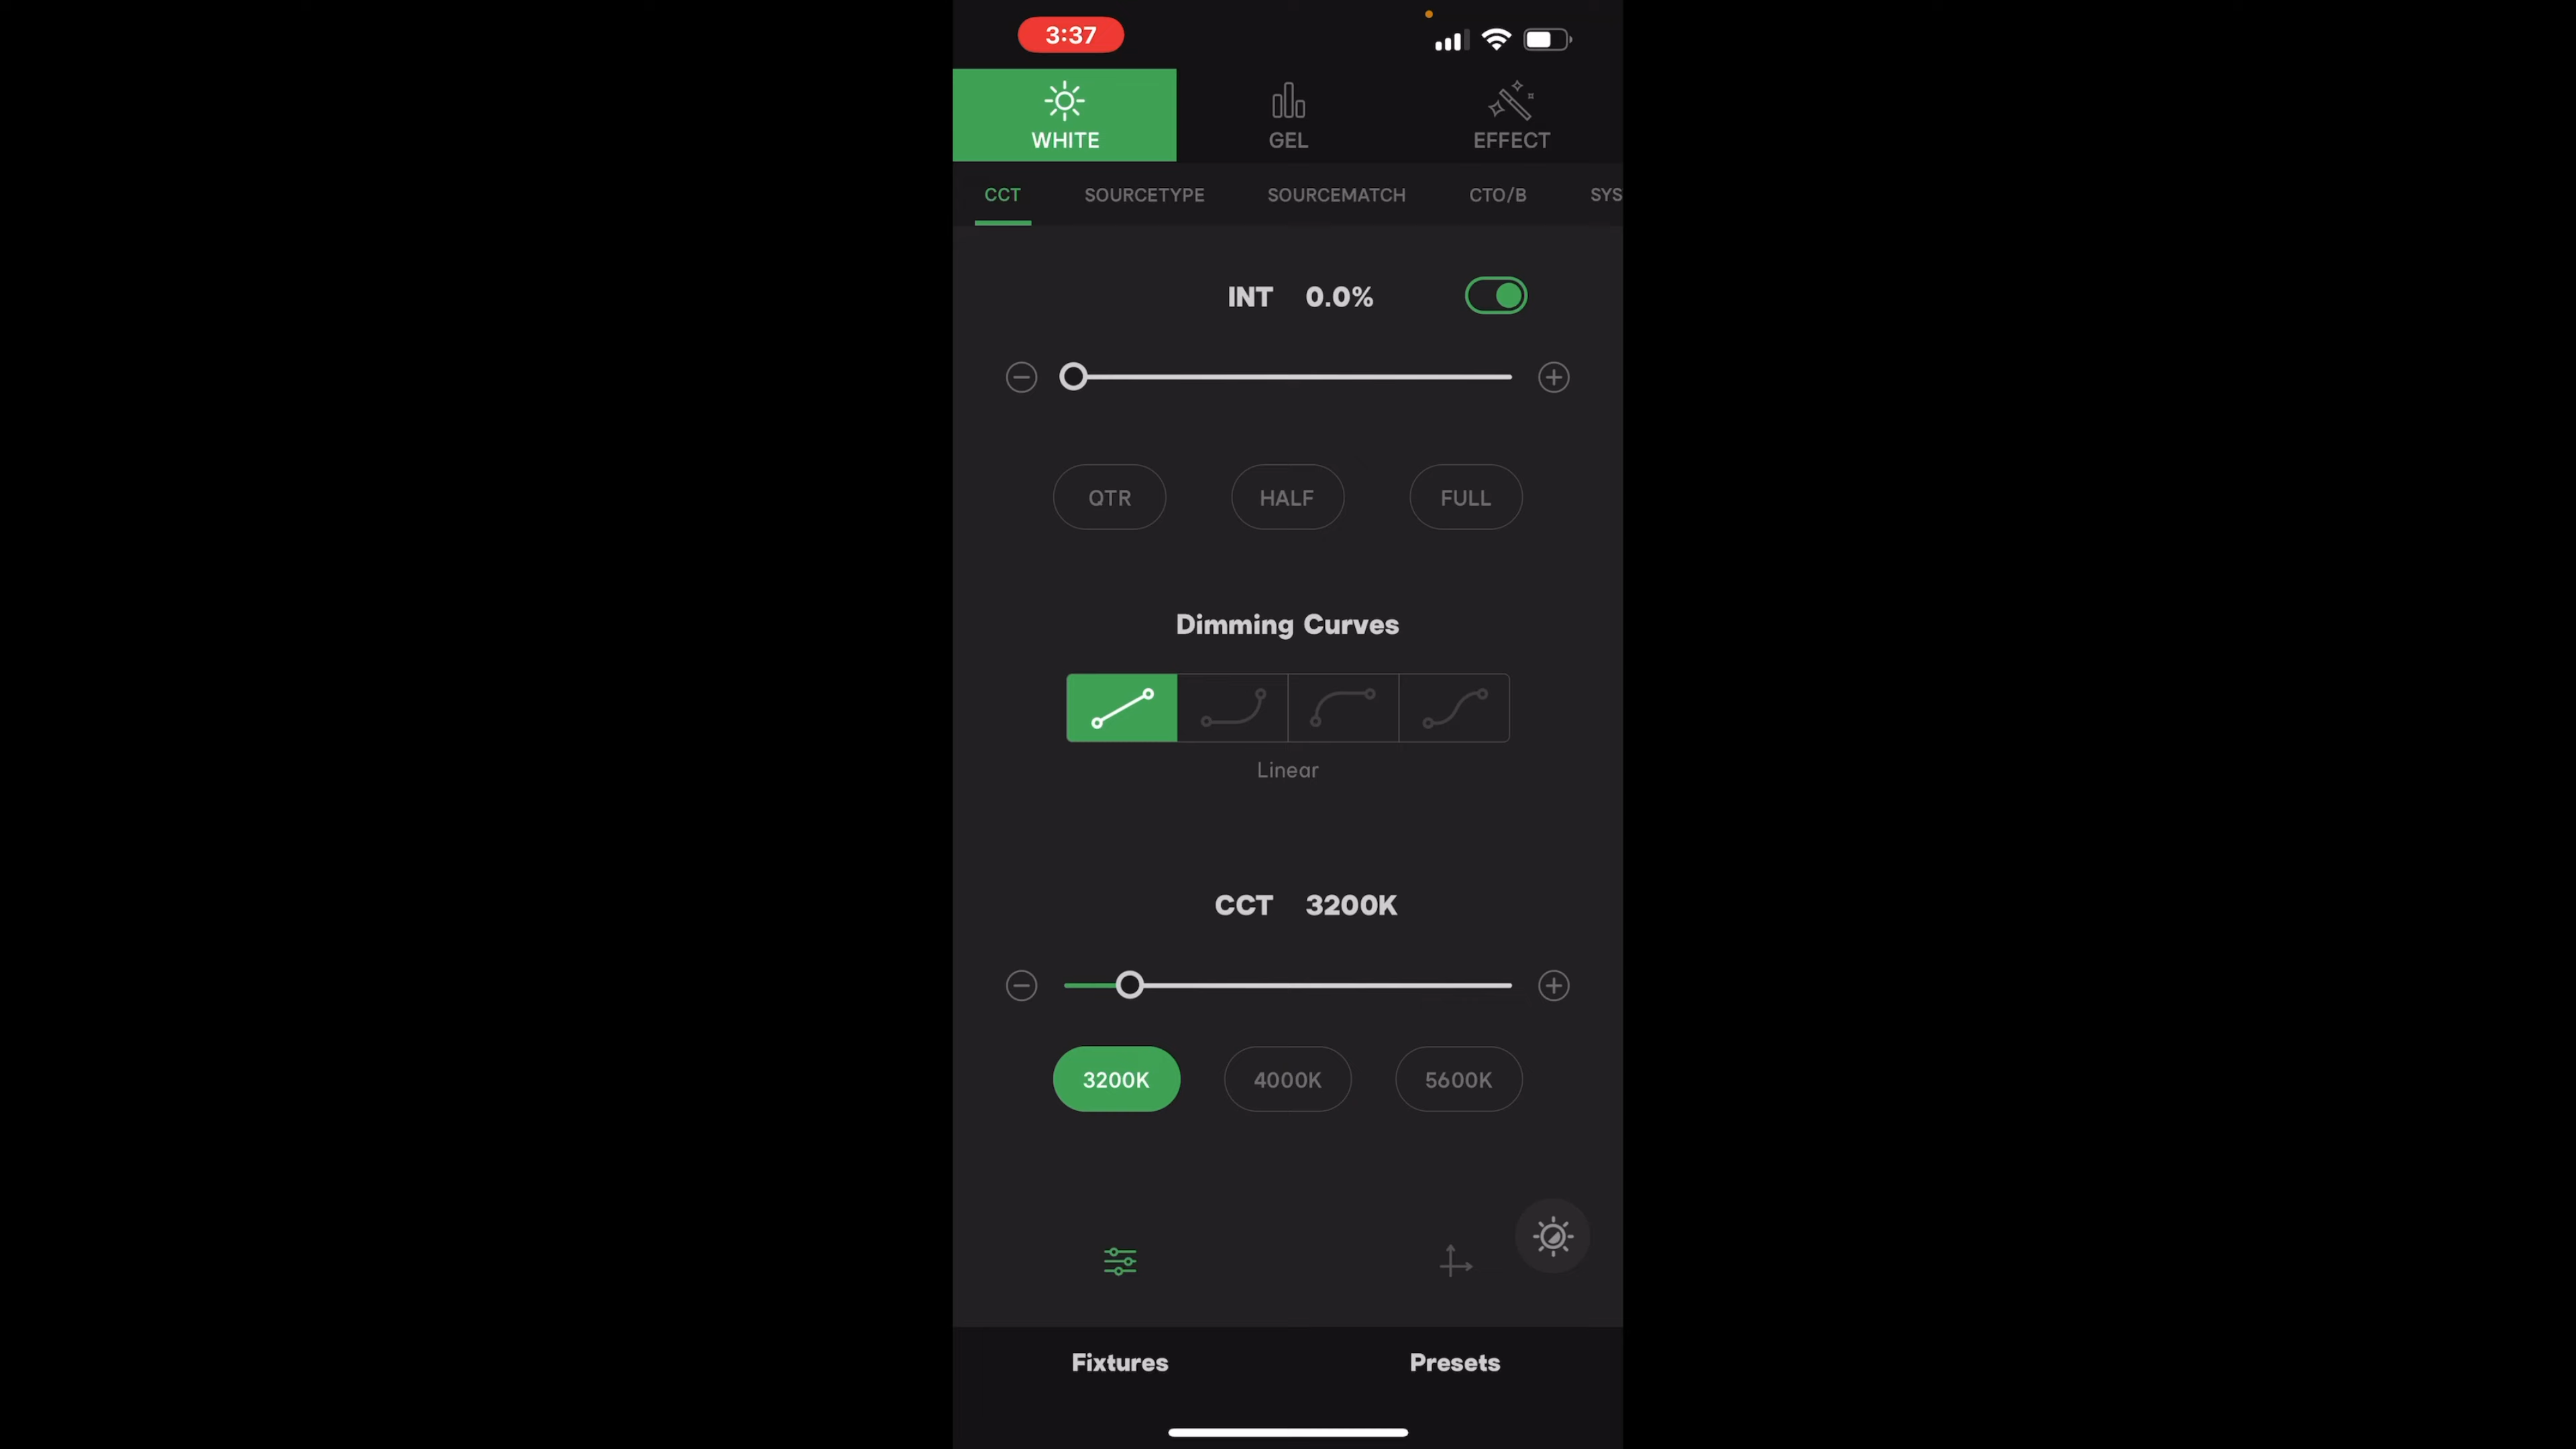 3:37
WHITE
GEL
EFFECT
CCT
SOURCETYPE
SOURCEMATCH
CTO/B
SYS
INT 0.0%
QTR
HALF
FULL
Dimming Curves
Linear
CCT 3200K
3200K
4000K
5600K
Fixtures
Presets